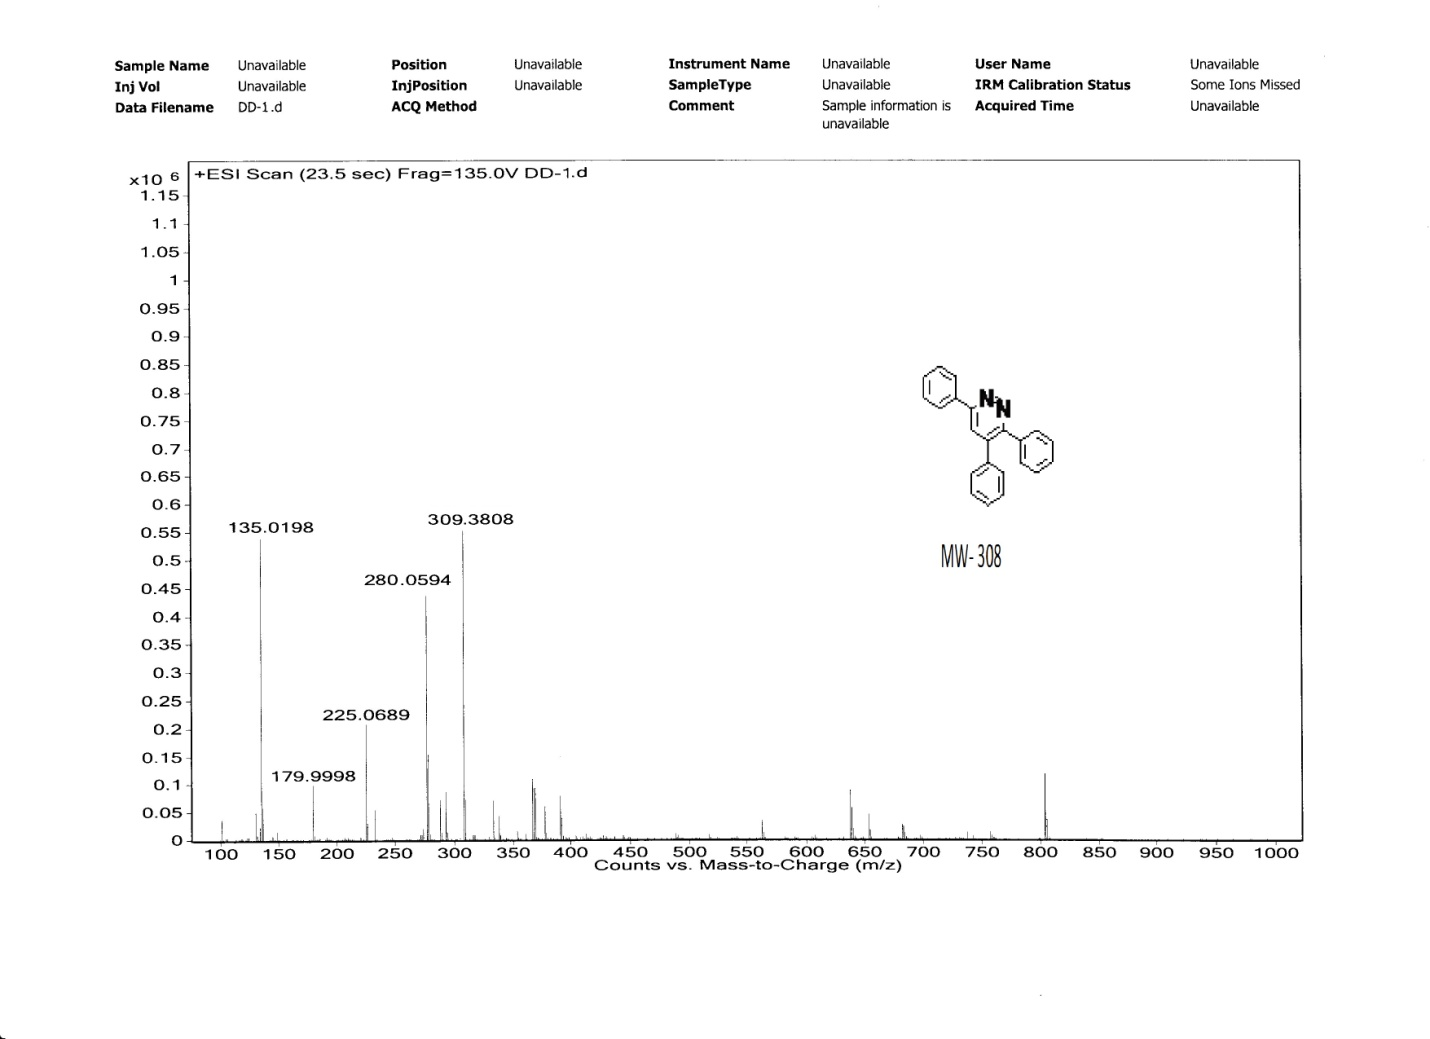 Sample Name Unavailable Position Unavailable Instrument Name Unavailable User Name Unavailable
Inj Vol Unavailable InjPosition Unavailable SampleType Unavailable IRM Calibration Status Some Ions Missed
Data Filename DD-1.d ACQ Method Comment Sample information is Acquired Time Unavailable
unavailable
x10 6 +ESI Scan (23.5 sec) Frag=135.0V DD-1.d
1.15
1.1
1.05
1
0.95
0.9
0.85
0.8
0.75
0.7
0.65
0.6
0.55
0.5
0.45
0.4
0.35
0.3
0.25
0.2
0.15
0.1
0.05
0
N
N
MW-308
309.3808
135.0198
280.0594
225.0689
179.9998
100 150 200 250 300 350 400 450 500 550 600 650 700 750 800 850 900 950 1000
Counts vs. Mass-to-Charge (m/z)